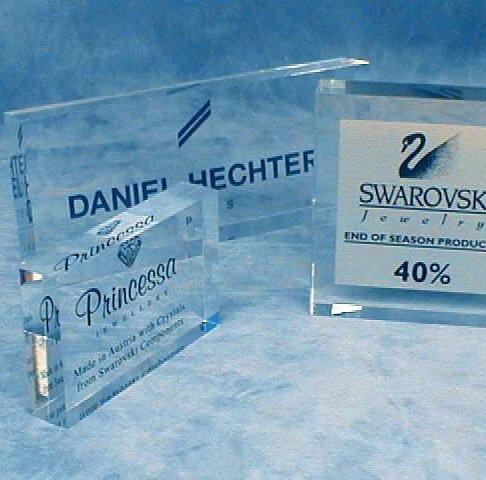 DANIEL HECHTER
Princessa
Princessa
JEWELLERY
Made in Austria with Crystals
from Swarovski Components
SWAROVSK
Jewelry
END OF SEASON PRODUC
40%